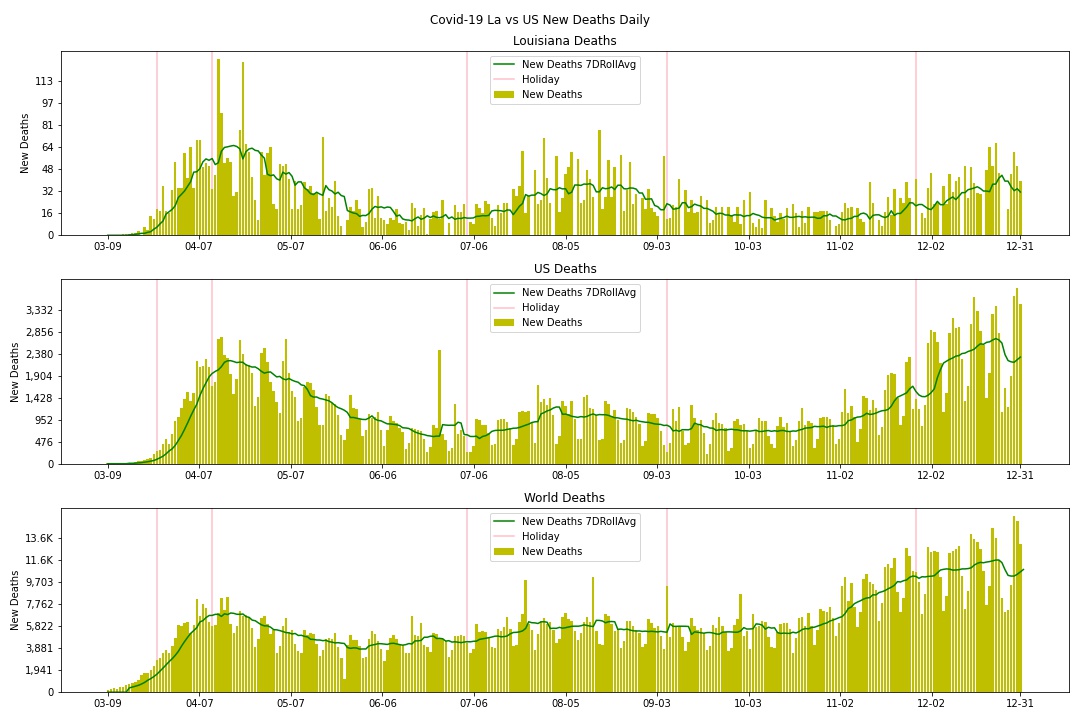 Covid-19 La vs US New Deaths Daily
Louisiana Deaths
New Deaths
113
97
81
64
48
32
16
0
New Deaths 7DRollAvg
Holiday
New Deaths
03-09 04-07 05-07 06-06 07-06 08-05 09-03 10-03 11-02 12-02 12-31
US Deaths
New Deaths
3,332
2,856
2,380
1,904
1,428
952
476
0
New Deaths 7DRollAvg
Holiday
New Deaths
03-09 04-07 05-07 06-06 07-06 08-05 09-03 10-03 11-02 12-02 12-31
World Deaths
New Deaths
13.6K
11.6K
9,703
7,762
5,822
3,881
1,941
0
New Deaths 7DRollAvg
Holiday
New Deaths
03-09 04-07 05-07 06-06 07-06 08-05 09-03 10-03 11-02 12-02 12-31